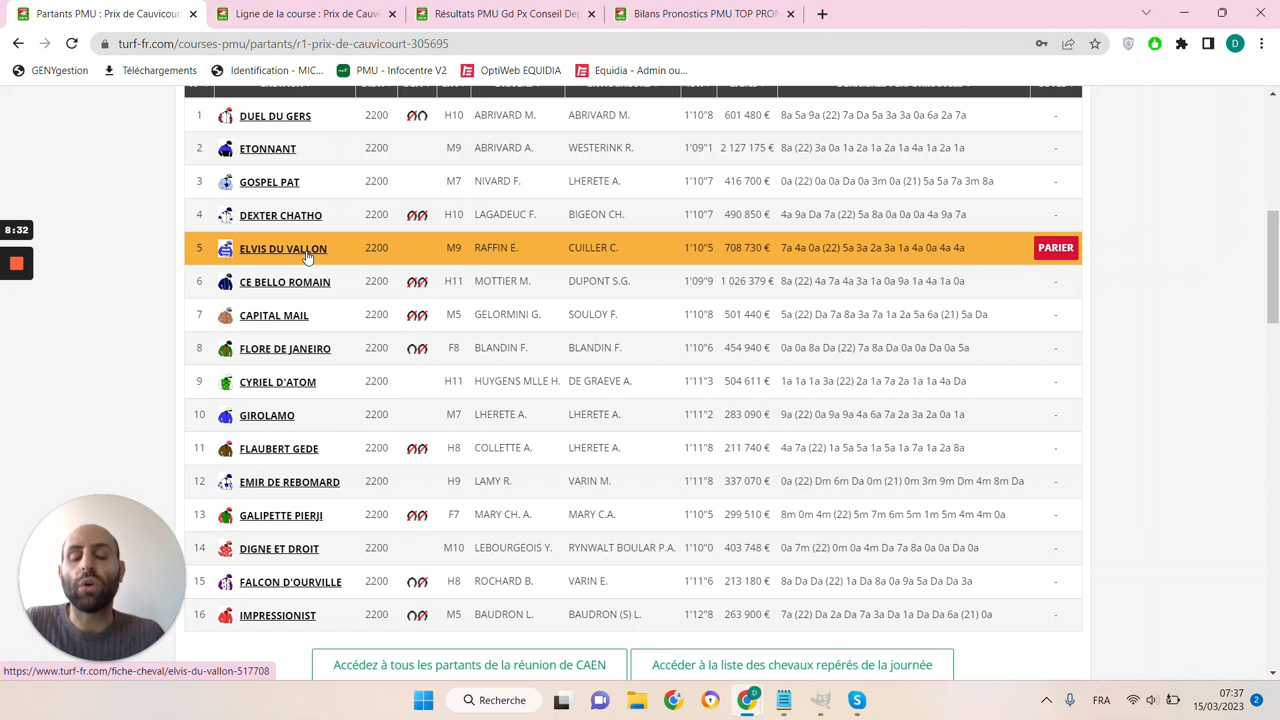 Partants PMU : Prix de Cauvicourt
Ligne de la course : Prix de Cauvi
Résultats PMU Gd Px Conseil Dep
Bilans Pronostics PMU TOP PRON
turf-fr.com/courses-pmu/partants/r1-prix-de-cauvicourt-305695
D
GENYgestion
Téléchargements
Identification - MIC...
PMU - Infocentre V2
OptiWeb EQUIDIA
Equidia - Admin ou...
1 DUEL DU GERS 2200 H10 ABRIVARD M. ABRIVARD M. 1'10"8 601 480 € 8a 5a 9a (22) 7a Da 5a 3a 3a 0a 6a 2a 7a -
2 ETONNANT 2200 M9 ABRIVARD A. WESTERINK R. 1'09"1 2 127 175 € 8a (22) 3a 0a 1a 2a 1a 2a 1a 4a 1a 2a 1a -
3 GOSPEL PAT 2200 M7 NIVARD F. LHERETE A. 1'10"7 416 700 € 0a (22) 0a 0a Da 0a 3m 0a (21) 5a 5a 7a 3m 8a -
4 DEXTER CHATHO 2200 H10 LAGADEUC F. BIGEON CH. 1'10"7 490 850 € 4a 9a Da 7a (22) 5a 8a 0a 0a 0a 4a 9a 7a -
5 ELVIS DU VALLON 2200 M9 RAFFIN E. CUILLER C. 1'10"5 708 730 € 7a 4a 0a (22) 5a 3a 2a 3a 1a 4a 0a 4a 4a PARIER
6 CE BELLO ROMAIN 2200 H11 MOTTIER M. DUPONT S.G. 1'09"9 1 026 379 € 8a (22) 4a 7a 4a 3a 1a 0a 9a 1a 4a 1a 0a -
7 CAPITAL MAIL 2200 M5 GELORMINI G. SOULOY F. 1'10"8 501 440 € 5a (22) Da 7a 8a 3a 7a 1a 2a 5a 6a (21) 5a Da -
8 FLORE DE JANEIRO 2200 F8 BLANDIN F. BLANDIN F. 1'10"6 454 940 € 0a 0a 8a Da (22) 7a 8a Da 0a 0a Da 0a 5a -
9 CYRIEL D'ATOM 2200 H11 HUYGENS MLLE H. DE GRAEVE A. 1'11"3 504 611 € 1a 1a 1a 3a (22) 2a 1a 7a 2a 1a 1a 4a Da -
10 GIROLAMO 2200 M7 LHERETE A. LHERETE A. 1'11"2 283 090 € 9a (22) 0a 9a 9a 4a 6a 7a 2a 3a 2a 0a 1a -
11 FLAUBERT GEDE 2200 H8 COLLETTE A. LHERETE A. 1'11"8 211 740 € 4a 7a (22) 1a 5a 5a 1a 5a 1a 7a 1a 2a 8a -
12 EMIR DE REBOMARD 2200 H9 LAMY R. VARIN M. 1'11"8 337 070 € 0a (22) Dm 6m Da 0m (21) 0m 3m 9m Dm 4m 8m Da -
13 GALIPETTE PIERJI 2200 F7 MARY CH. A. MARY C.A. 1'10"5 299 510 € 8m 0m 4m (22) 5m 7m 6m 5m 1m 5m 4m 4m 0a -
14 DIGNE ET DROIT 2200 M10 LEBOURGEOIS Y. RYNWALT BOULAR P.A. 1'10"0 403 748 € 0a 7m (22) 0m 0a 4m Da 7a 8a 0a 0a Da 0a -
15 FALCON D'OURVILLE 2200 H8 ROCHARD B. VARIN E. 1'11"6 213 180 € 8a Da Da (22) 1a Da 8a 0a 9a 5a Da Da 3a -
16 IMPRESSIONIST 2200 M5 BAUDRON L. BAUDRON (S) L. 1'12"8 263 900 € 7a (22) Da 2a Da 7a 3a Da 1a Da Da 6a (21) 0a -
8:32
Accédez à tous les partants de la réunion de CAEN
Accéder à la liste des chevaux repérés de la journée
https://www.turf-fr.com/fiche-cheval/elvis-du-vallon-517708
Recherche
FRA
07:37
15/03/2023
2